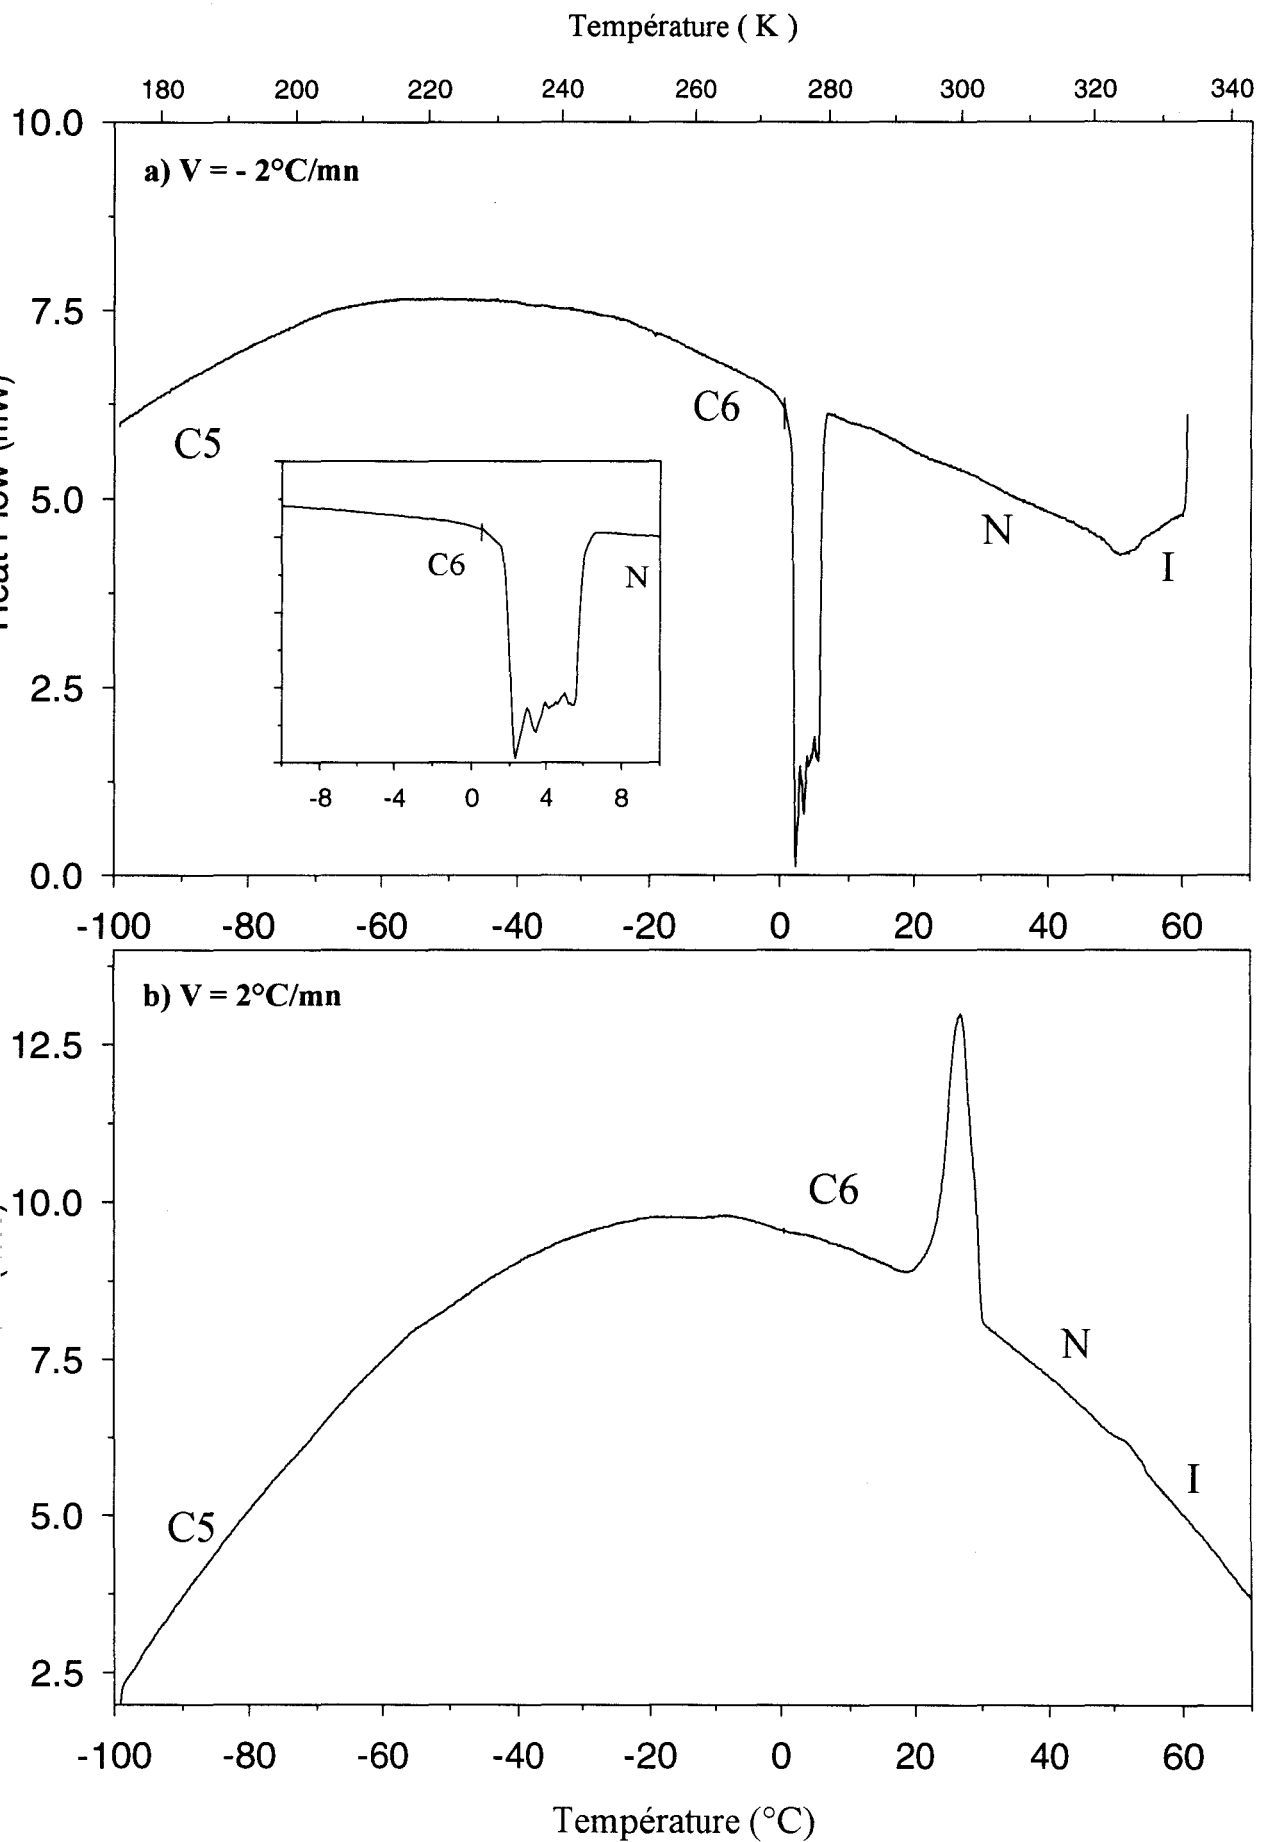 Température ( K )
180 200 220 240 260 280 300 320 340
10.0
a) V = - 2°C/mn
7.5
C6
C5
5.0
N
I
C6
N
2.5
-8 -4 0 4 8
0.0
-100 -80 -60 -40 -20 0 20 40 60
b) V = 2°C/mn
12.5
10.0
C6
7.5
N
I
5.0
C5
2.5
-100 -80 -60 -40 -20 0 20 40 60
Température (°C)